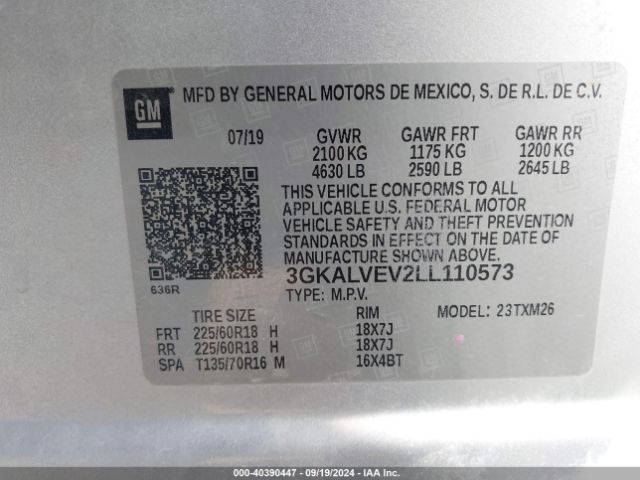 GM MFD BY GENERAL MOTORS DE MEXICO, S. DE R.L. DE C.V.
07/19 GVWR GAWR FRT GAWR RR
2100 KG 1175 KG 1200 KG
4630 LB 2590 LB 2645 LB
THIS VEHICLE CONFORMS TO ALL
APPLICABLE U.S. FEDERAL MOTOR
VEHICLE SAFETY AND THEFT PREVENTION
STANDARDS IN EFFECT ON THE DATE OF
MANUFACTURE SHOWN ABOVE.
3GKALVEV2LL110573
636R
TYPE: M.P.V.
TIRE SIZE RIM MODEL: 23TXM26
FRT 225/60R18 H 18X7J
RR 225/60R18 H 18X7J
SPA T135/70R16 M 16X4BT
© - 40390447 - 09/19/2024 - IAA Inc.